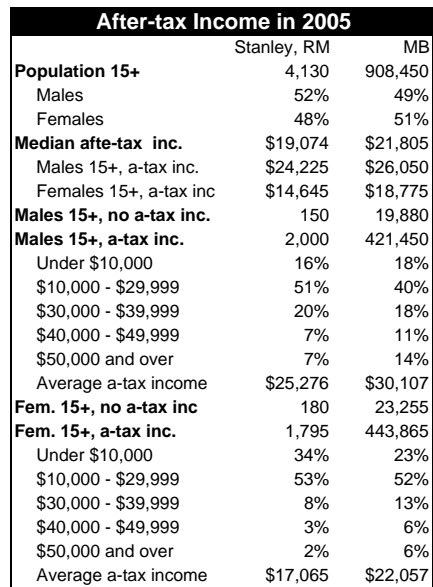 After-tax Income in 2005
Stanley, RM MB
Population 15+ 4,130 908,450
Males 52% 49%
Females 48% 51%
Median afte-tax inc. $19,074 $21,805
Males 15+, a-tax inc. $24,225 $26,050
Females 15+, a-tax inc $14,645 $18,775
Males 15+, no a-tax inc. 150 19,880
Males 15+, a-tax inc. 2,000 421,450
Under $10,000 16% 18%
$10,000 - $29,999 51% 40%
$30,000 - $39,999 20% 18%
$40,000 - $49,999 7% 11%
$50,000 and over 7% 14%
Average a-tax income $25,276 $30,107
Fem. 15+, no a-tax inc 180 23,255
Fem. 15+, a-tax inc. 1,795 443,865
Under $10,000 34% 23%
$10,000 - $29,999 53% 52%
$30,000 - $39,999 8% 13%
$40,000 - $49,999 3% 6%
$50,000 and over 2% 6%
Average a-tax income $17,065 $22,057